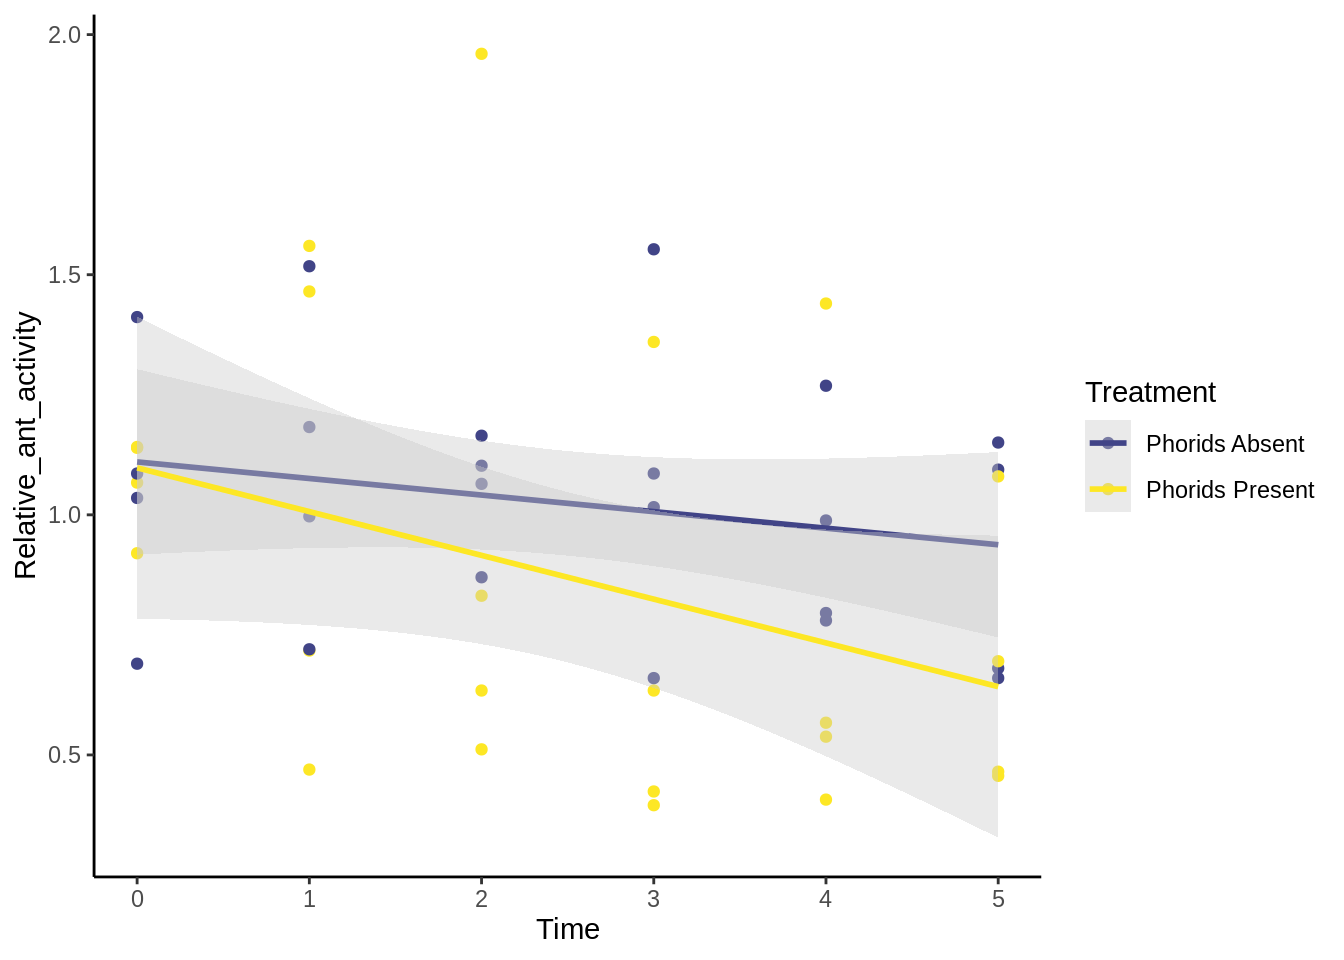 2.0
1.5
1.0
0.5
Relative_ant_activity
0
1
2
3
4
5
Time
Treatment
Phorids Absent
Phorids Present